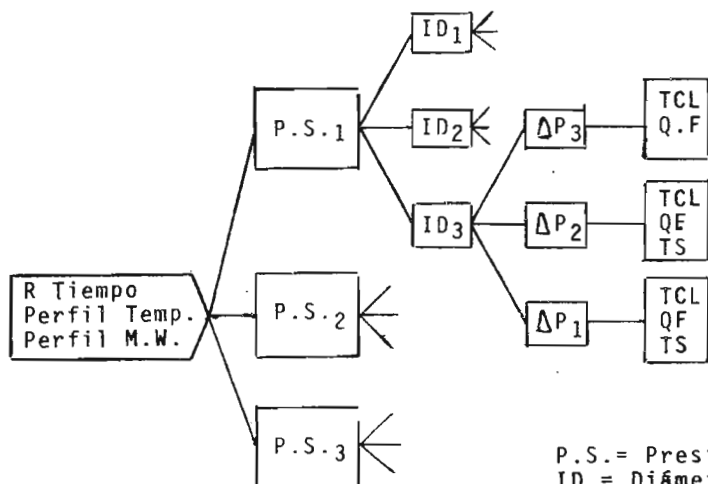 ID1
P.S.1
ID2
ΔP3
TCL
Q.F
ID3
ΔP2
TCL
QE
TS
R Tiempo
Perfil Temp.
Perfil M.W.
P.S.2
ΔP1
TCL
QF
TS
P.S.3
P.S.= Pres
ID = Diáme